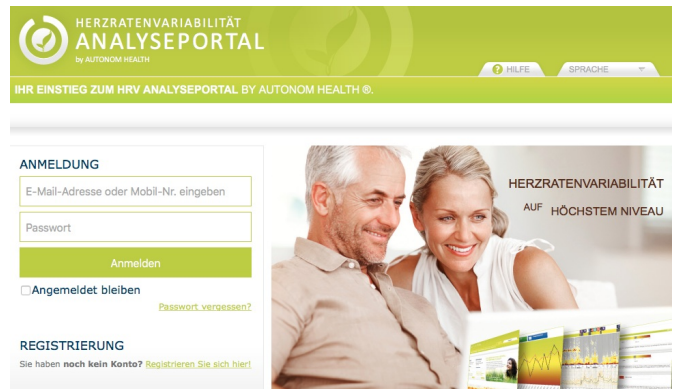 HERZRATENVARIABILITÄT
ANALYSEPORTAL
by AUTONOM HEALTH
? HILFE
SPRACHE
IHR EINSTIEG ZUM HRV ANALYSEPORTAL BY AUTONOM HEALTH ®.
ANMELDUNG
E-Mail-Adresse oder Mobil-Nr. eingeben
Passwort
Anmelden
Angemeldet bleiben
Passwort vergessen?
REGISTRIERUNG
Sie haben noch kein Konto? Registrieren Sie sich hier!
HERZRATENVARIABILITÄT
AUF HÖCHSTEM NIVEAU